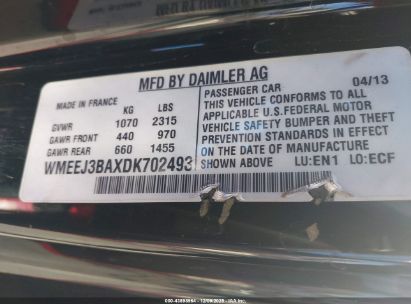 MFD BY DAIMLER AG
MADE IN FRANCE
KG LBS
GVWR 1070 2315
GAWR FRONT 440 970
GAWR REAR 660 1455
WMEEJ3BAXDK702493
PASSENGER CAR 04/13
THIS VEHICLE CONFORMS TO ALL
APPLICABLE U.S. FEDERAL MOTOR
VEHICLE SAFETY BUMPER AND THEFT
PREVENTION STANDARDS IN EFFECT
ON THE DATE OF MANUFACTURE
SHOWN ABOVE LU:EN1 LO:ECF